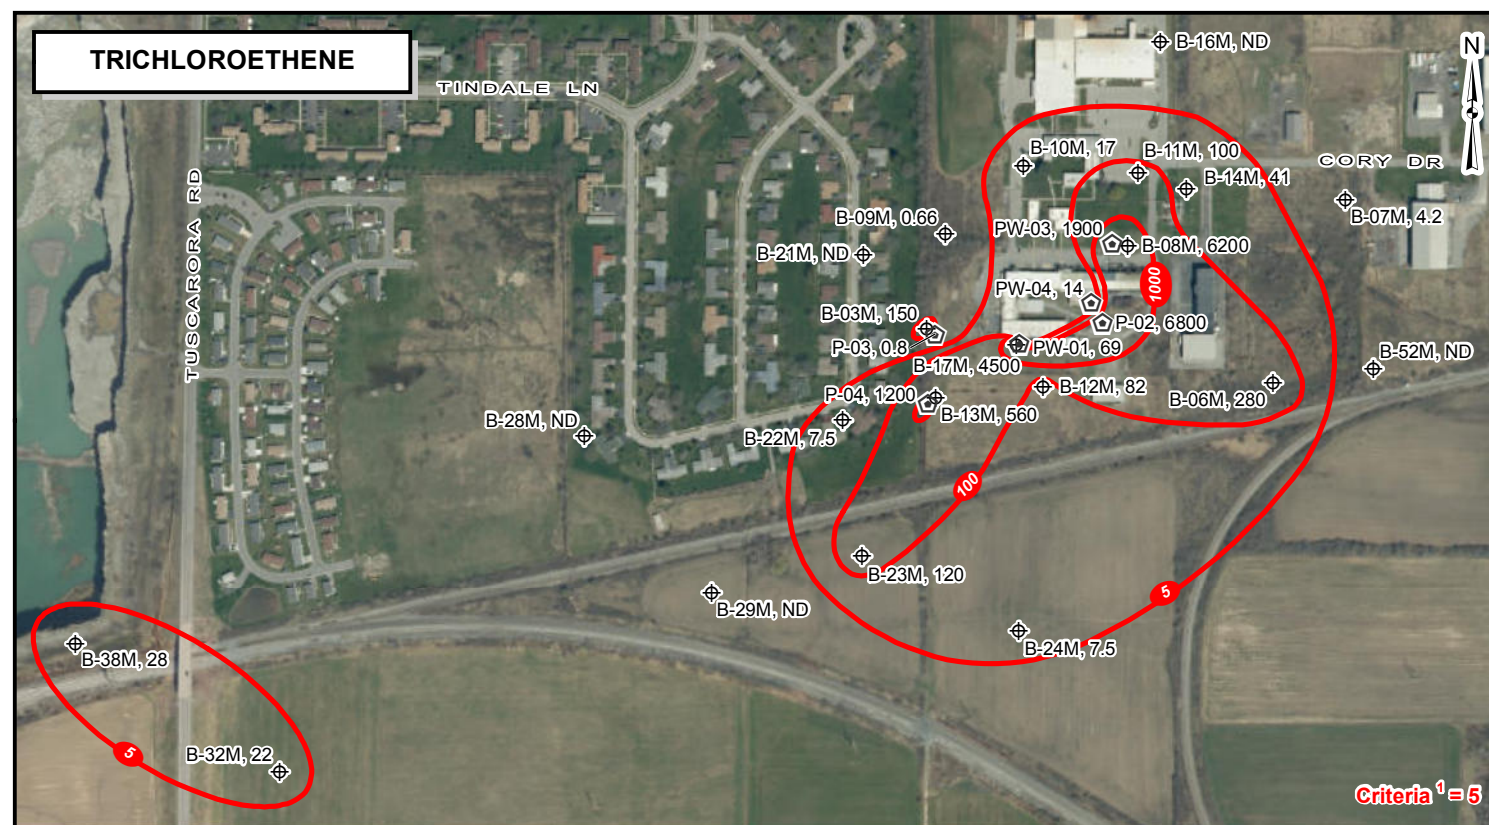 TRICHLOROETHENE
N
B-16M, ND
TINDALE LN
B-10M, 17
B-11M, 100
CORY DR
B-14M, 41
TUSCARORA RD
B-07M, 4.2
B-09M, 0.66
PW-03, 1900
B-08M, 6200
B-21M, ND
1000
PW-04, 14
B-03M, 150
P-02, 6800
P-03, 0.8
PW-01, 69
B-17M, 4500
B-52M, ND
P-04, 1200
B-12M, 82
B-06M, 280
B-13M, 560
B-28M, ND
B-22M, 7.5
100
B-23M, 120
5
B-29M, ND
B-24M, 7.5
B-38M, 28
5
B-32M, 22
Criteria ¹ = 5